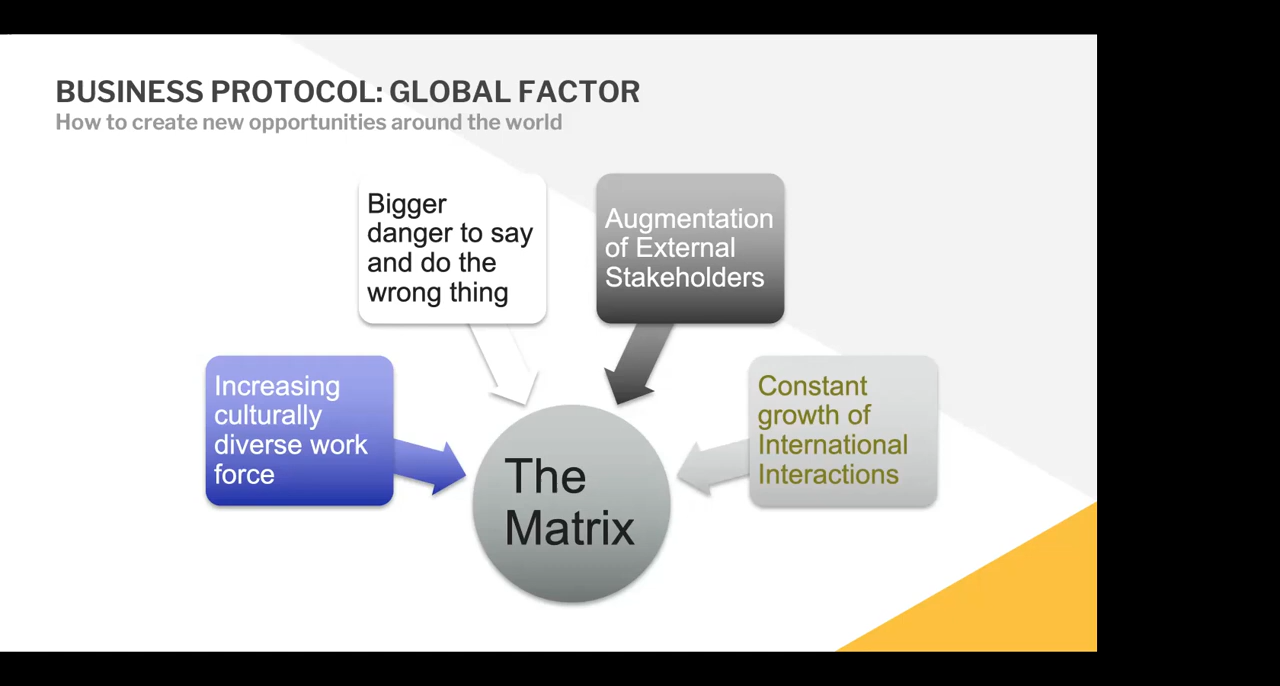 BUSINESS PROTOCOL: GLOBAL FACTOR
How to create new opportunities around the world
Bigger
danger to say
and do the
wrong thing
Augmentation
of External
Stakeholders
Increasing
culturally
diverse work
force
Constant
growth of
International
Interactions
The
Matrix